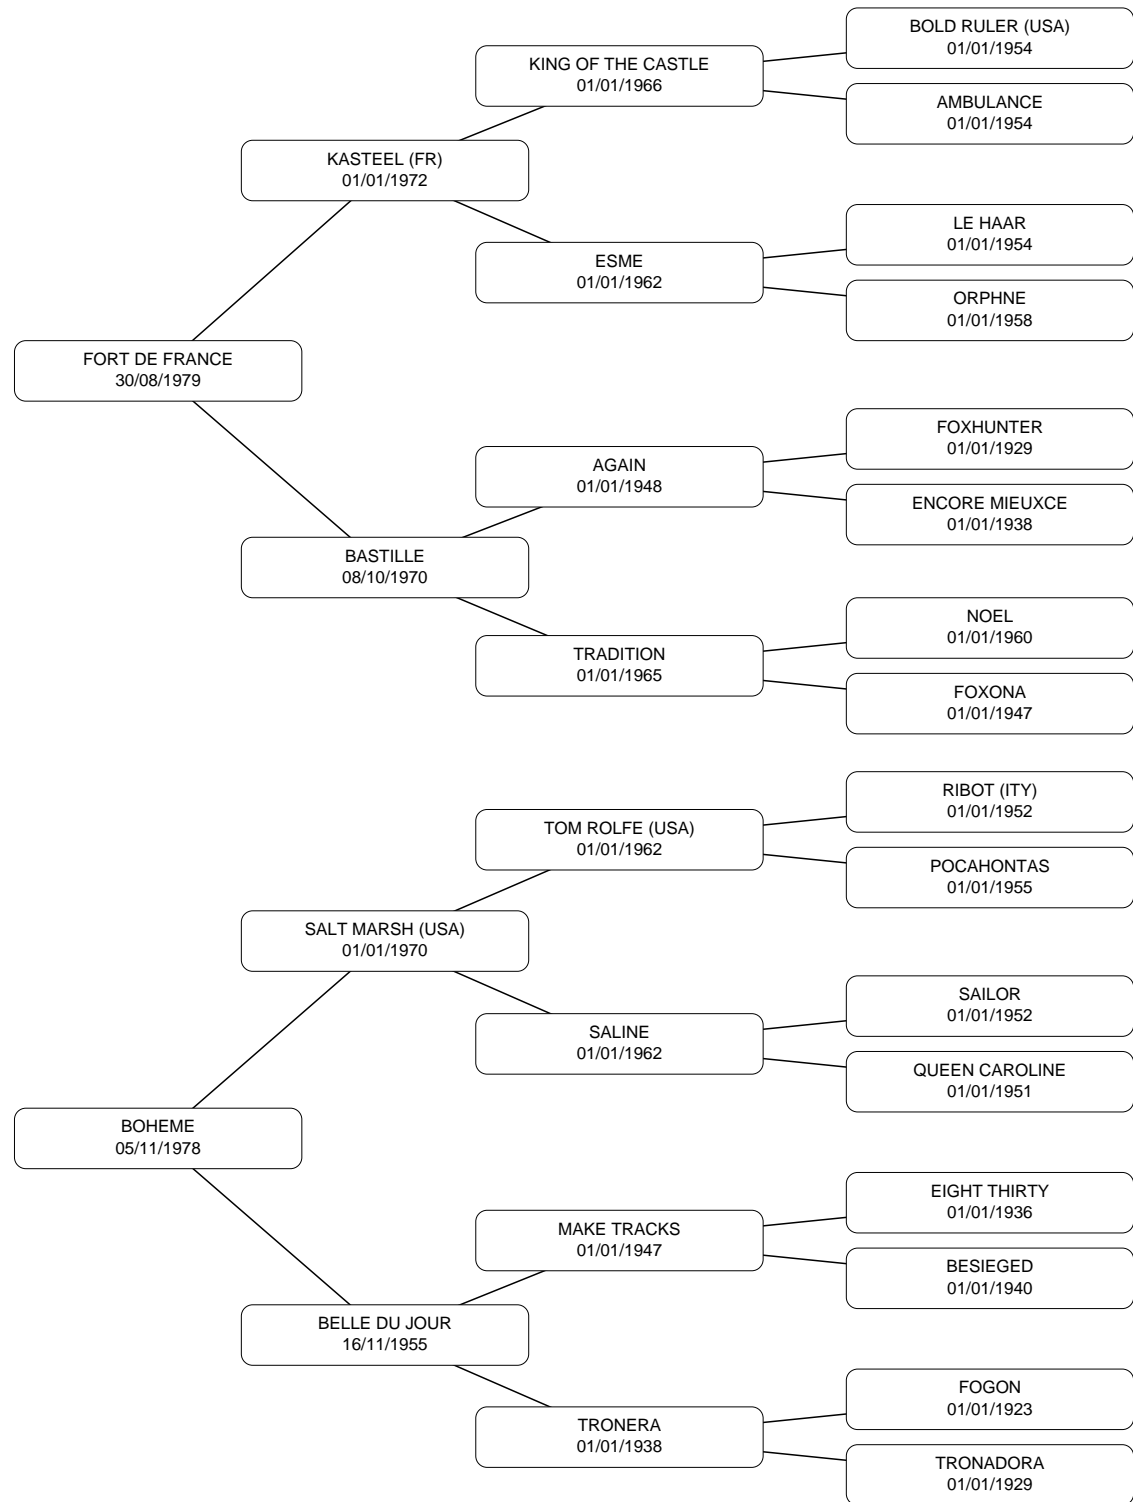 BOLD RULER (USA)
01/01/1954
KING OF THE CASTLE
01/01/1966
AMBULANCE
01/01/1954
KASTEEL (FR)
01/01/1972
LE HAAR
01/01/1954
ESME
01/01/1962
ORPHNE
01/01/1958
FORT DE FRANCE
30/08/1979
FOXHUNTER
01/01/1929
AGAIN
01/01/1948
ENCORE MIEUXCE
01/01/1938
BASTILLE
08/10/1970
NOEL
01/01/1960
TRADITION
01/01/1965
FOXONA
01/01/1947
RIBOT (ITY)
01/01/1952
TOM ROLFE (USA)
01/01/1962
POCAHONTAS
01/01/1955
SALT MARSH (USA)
01/01/1970
SAILOR
01/01/1952
SALINE
01/01/1962
QUEEN CAROLINE
01/01/1951
BOHEME
05/11/1978
EIGHT THIRTY
01/01/1936
MAKE TRACKS
01/01/1947
BESIEGED
01/01/1940
BELLE DU JOUR
16/11/1955
FOGON
01/01/1923
TRONERA
01/01/1938
TRONADORA
01/01/1929